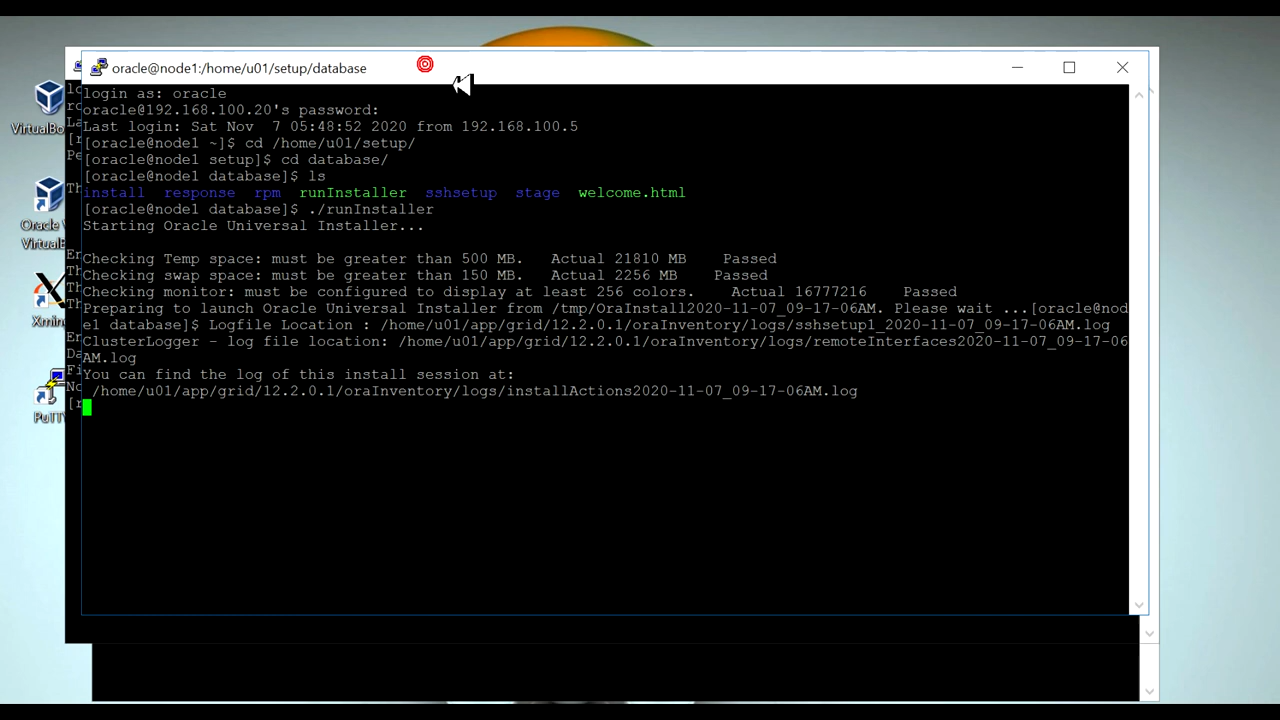 oracle@node1:/home/u01/setup/database
login as: oracle
oracle@192.168.100.20's password:
Last login: Sat Nov  7 05:48:52 2020 from 192.168.100.5
[oracle@node1 ~]$ cd /home/u01/setup/
[oracle@node1 setup]$ cd database/
[oracle@node1 database]$ ls
install  response  rpm  runInstaller  sshsetup  stage  welcome.html
[oracle@node1 database]$ ./runInstaller
Starting Oracle Universal Installer...
Checking Temp space: must be greater than 500 MB.   Actual 21810 MB    Passed
Checking swap space: must be greater than 150 MB.   Actual 2256 MB    Passed
Checking monitor: must be configured to display at least 256 colors.    Actual 16777216    Passed
Preparing to launch Oracle Universal Installer from /tmp/OraInstall2020-11-07_09-17-06AM. Please wait ...[oracle@nod
e1 database]$ Logfile Location : /home/u01/app/grid/12.2.0.1/oraInventory/logs/sshsetup1_2020-11-07_09-17-06AM.log
ClusterLogger - log file location: /home/u01/app/grid/12.2.0.1/oraInventory/logs/remoteInterfaces2020-11-07_09-17-06
AM.log
You can find the log of this install session at:
 /home/u01/app/grid/12.2.0.1/oraInventory/logs/installActions2020-11-07_09-17-06AM.log
VirtualBo
Oracle
VirtualB
Xmin
PuTTY